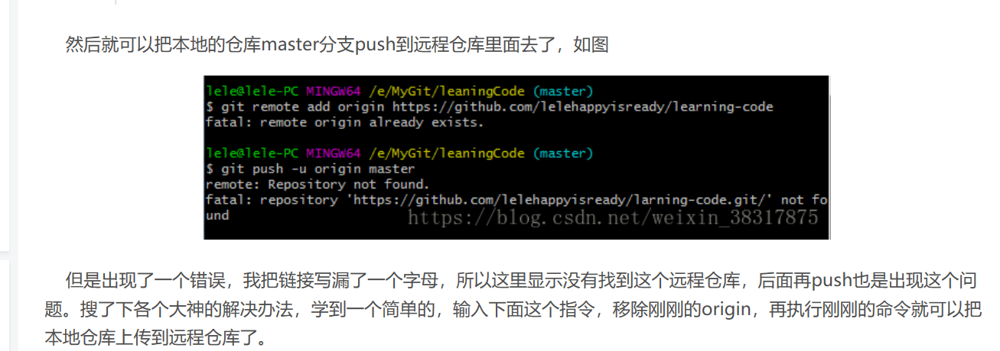 然后就可以把本地的仓库master分支push到远程仓库里面去了，如图
lele@lele-PC MINGW64 /e/MyGit/leaningCode (master)
$ git remote add origin https://github.com/lelehappyisready/learning-code
fatal: remote origin already exists.
lele@lele-PC MINGW64 /e/MyGit/leaningCode (master)
$ git push -u origin master
remote: Repository not found.
fatal: repository 'https://github.com/lelehappyisready/larning-code.git/' not fo
und
https://blog.csdn.net/weixin_38317875
但是出现了一个错误，我把链接写漏了一个字母，所以这里显示没有找到这个远程仓库，后面再push也是出现这个问
题。搜了下各个大神的解决办法，学到一个简单的，输入下面这个指令，移除刚刚的origin，再执行刚刚的命令就可以把
本地仓库上传到远程仓库了。